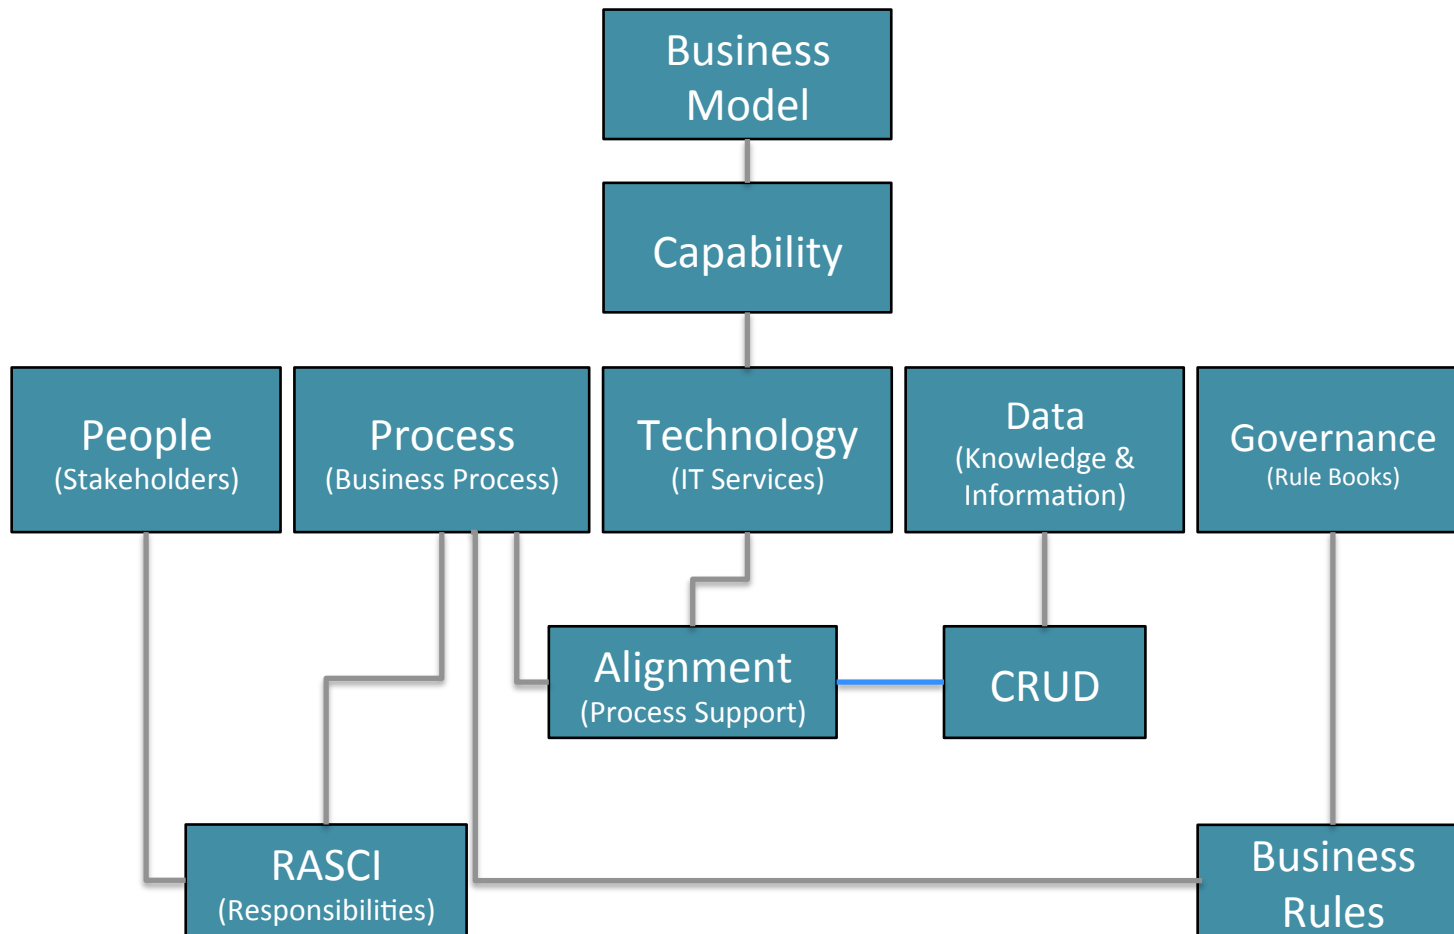 Business
Model
Capability
People
(Stakeholders)
Process
(Business Process)
Technology
(IT Services)
Data
(Knowledge &
Information)
Governance
(Rule Books)
Alignment
(Process Support)
CRUD
RASCI
(Responsibilities)
Business
Rules